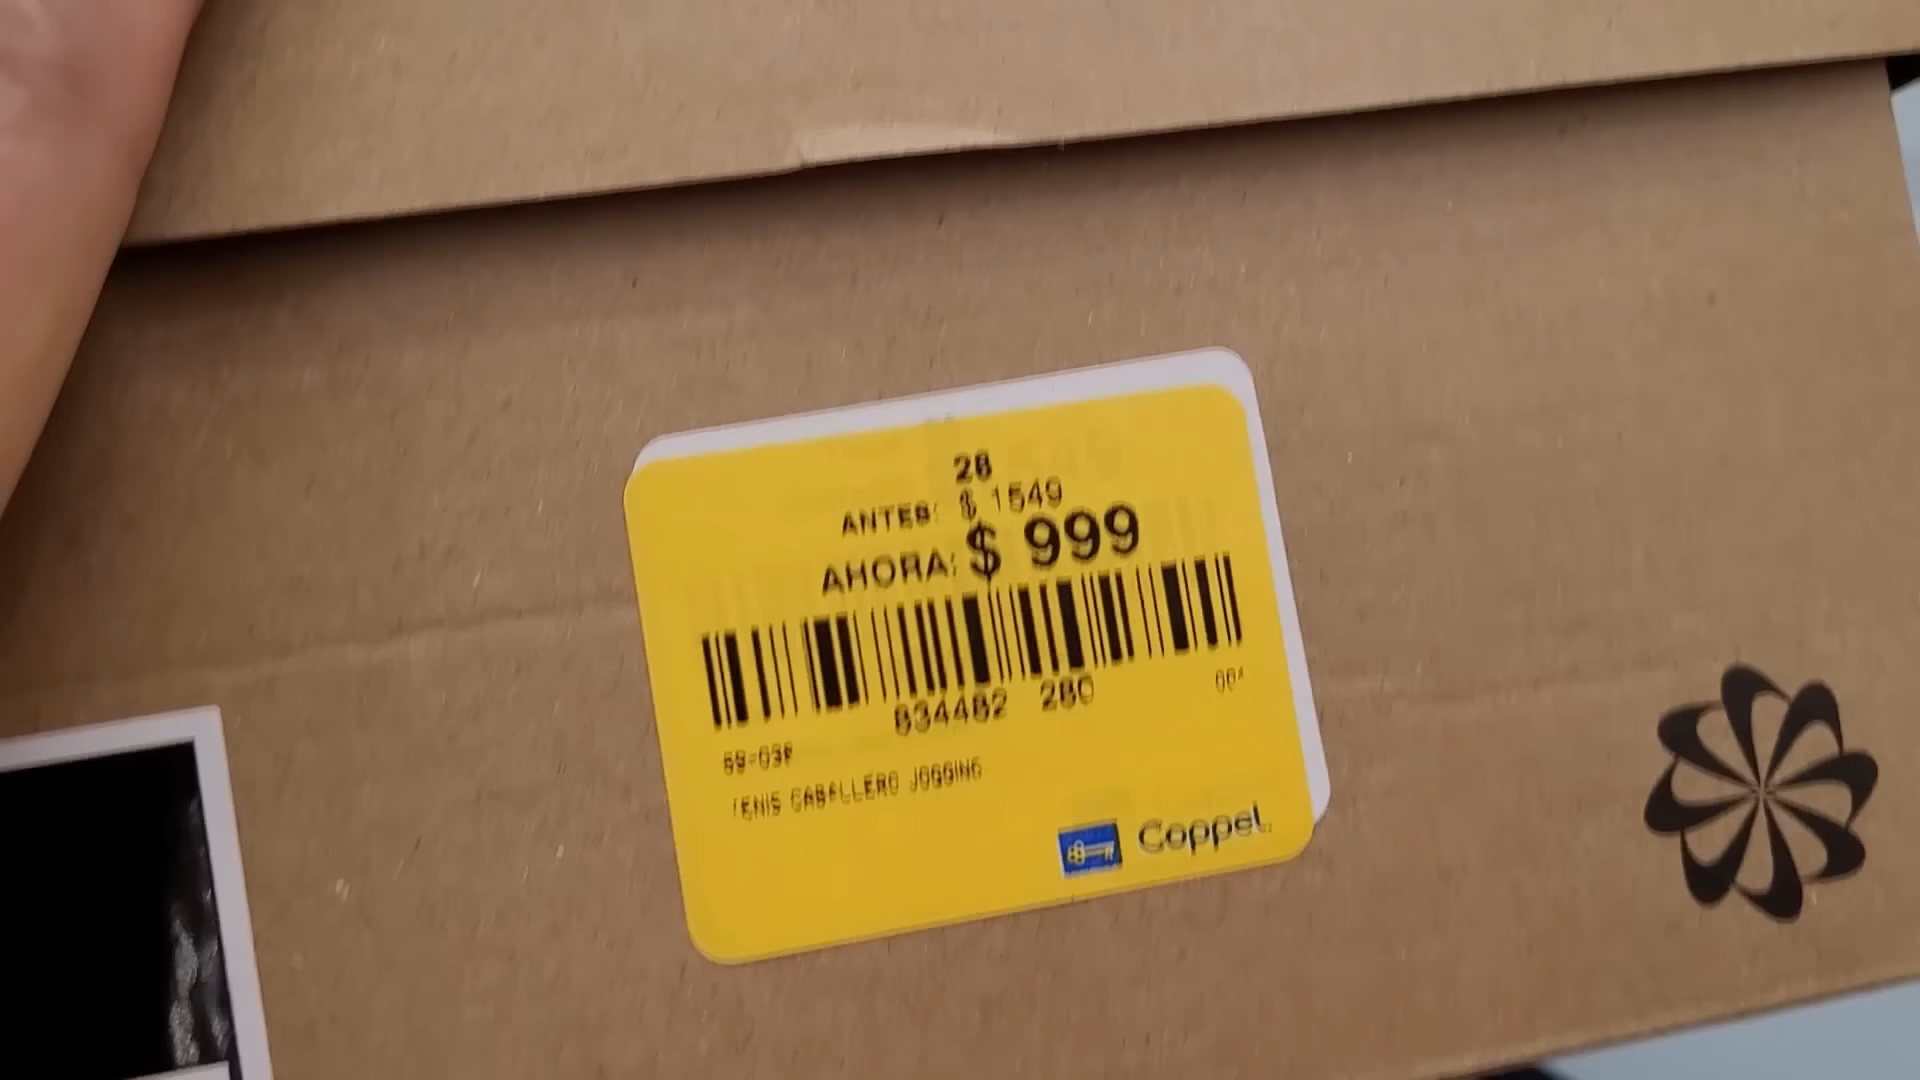 28
ANTES: $ 1549
AHORA: $ 999
834482 280
TENIS CABALLERO JOGGING
Coppel.